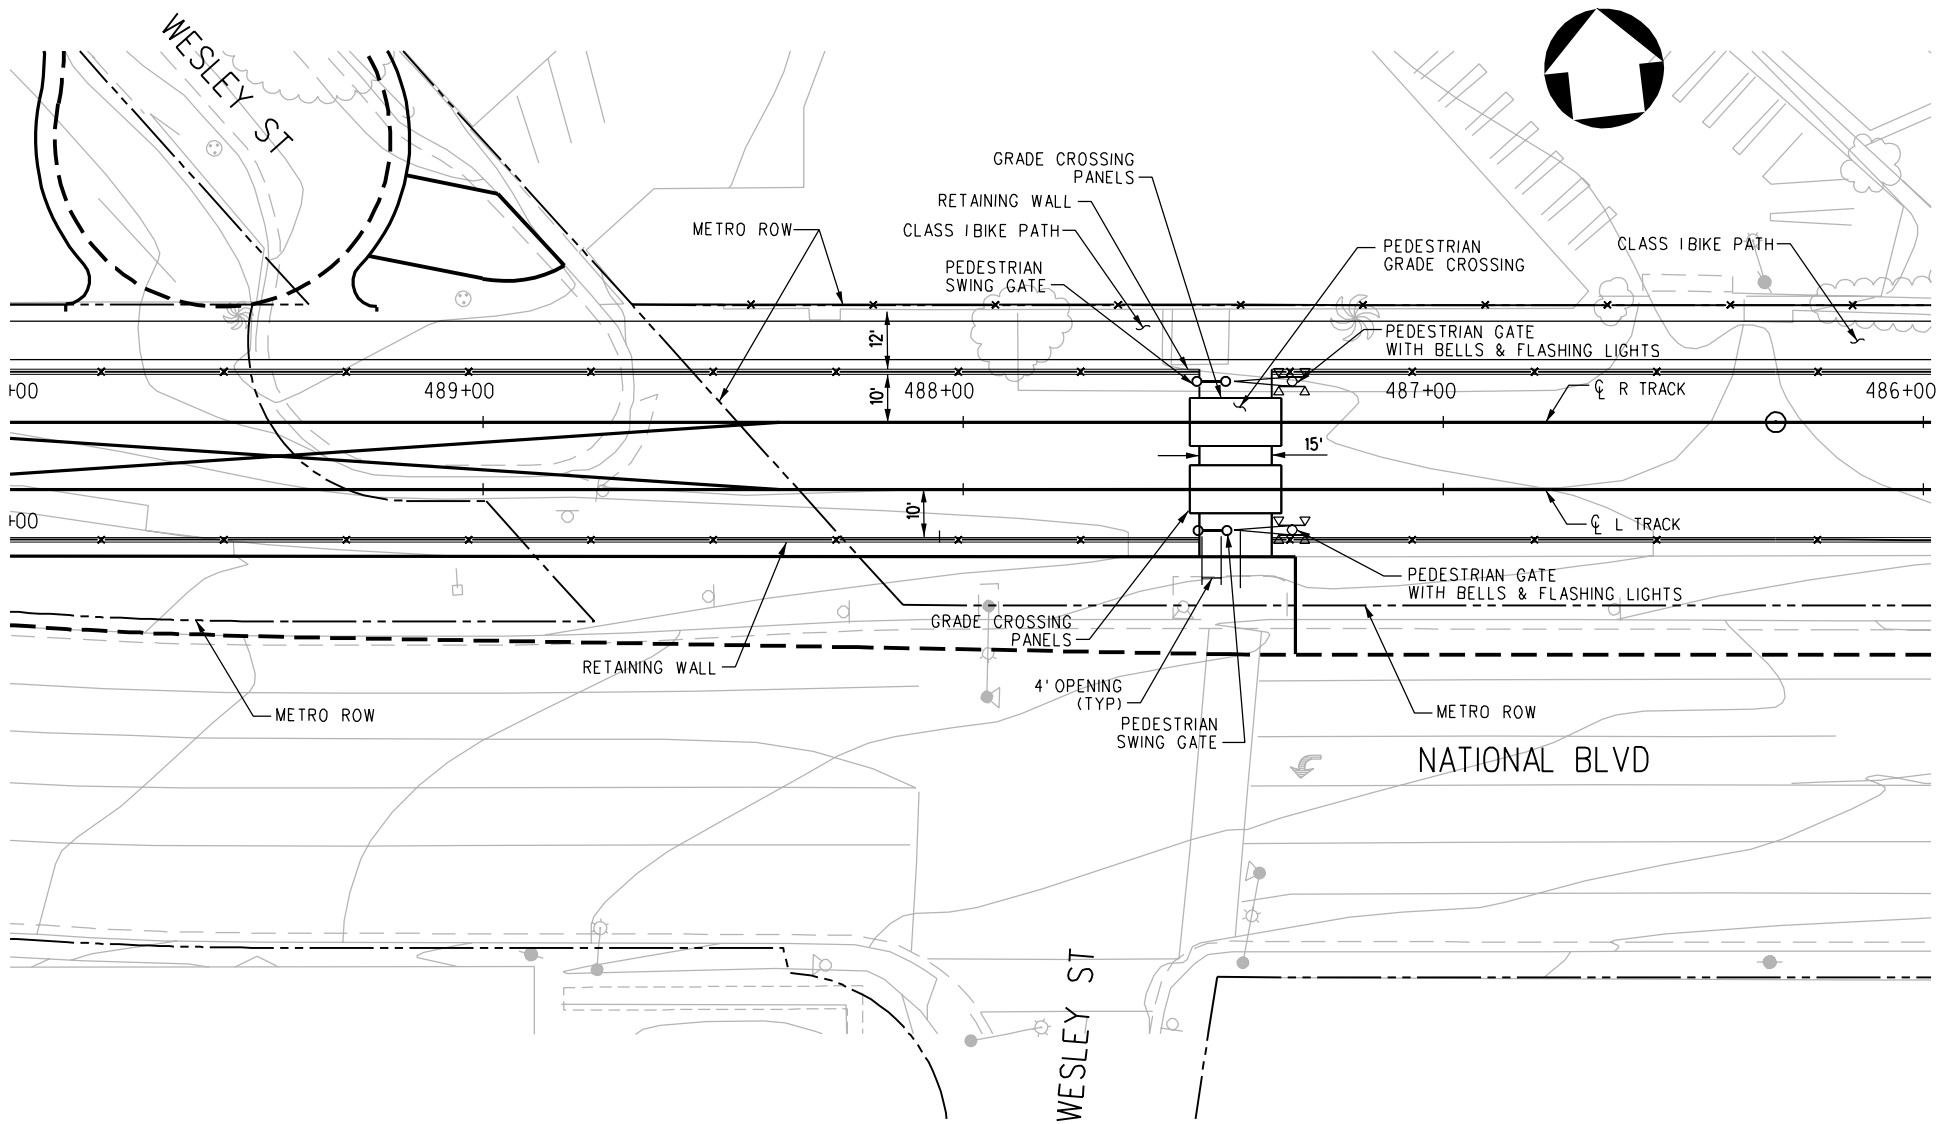 WESLEY ST
GRADE CROSSING
PANELS
RETAINING WALL
CLASS I BIKE PATH
METRO ROW
PEDESTRIAN
SWING GATE
PEDESTRIAN
GRADE CROSSING
CLASS I BIKE PATH
PEDESTRIAN GATE
WITH BELLS & FLASHING LIGHTS
12'
+00
489+00
10'
488+00
487+00
486+00
℄ R TRACK
15'
+00
10'
℄ L TRACK
PEDESTRIAN GATE
WITH BELLS & FLASHING LIGHTS
GRADE CROSSING
PANELS
RETAINING WALL
4' OPENING
(TYP)
METRO ROW
METRO ROW
PEDESTRIAN
SWING GATE
NATIONAL BLVD
WESLEY ST